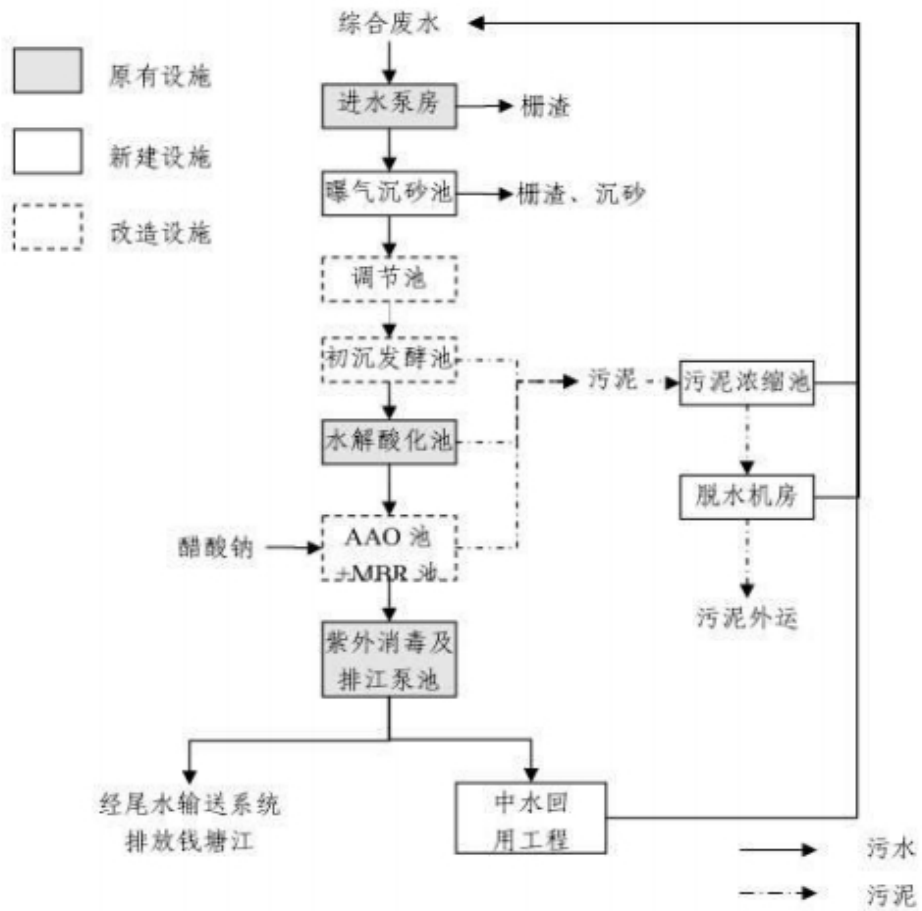 综合废水
原有设施
进水泵房
栅渣
新建设施
曝气沉砂池
栅渣、沉砂
改造设施
调节池
初沉发酵池
污泥
污泥浓缩池
水解酸化池
脱水机房
醋酸钠
AAO 池
+MBR 池
污泥外运
紫外消毒及
排江泵池
经尾水输送系统
排放钱塘江
中水回
用工程
污水
污泥